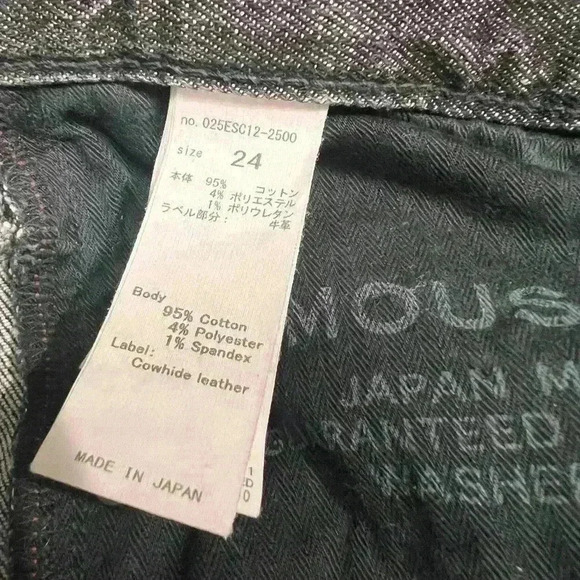 no. 025ESC12-2500
size 24
本体 95% コットン
4% ポリエステル
1% ポリウレタン
ラベル部分: 牛革
Body
95% Cotton
4% Polyester
1% Spandex
Label:
Cowhide leather
MADE IN JAPAN
MOUS
JAPAN M
GUARANTEED
WASHED